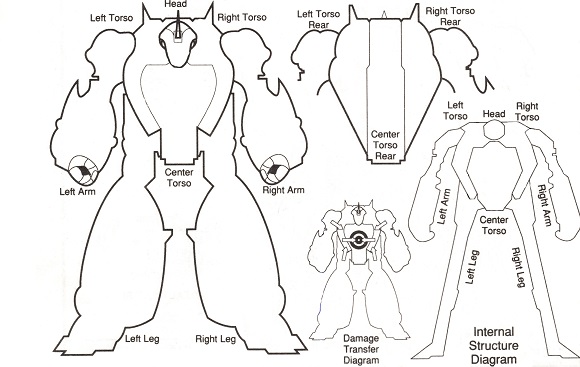 Head
Left Torso
Right Torso
Left Arm
Center
Torso
Right Arm
Left Leg
Right Leg
Left Torso
Rear
Right Torso
Rear
Center
Torso
Rear
Damage
Transfer
Diagram
Left
Torso
Head
Right
Torso
Left Arm
Right Arm
Center
Torso
Left Leg
Right Leg
Internal
Structure
Diagram